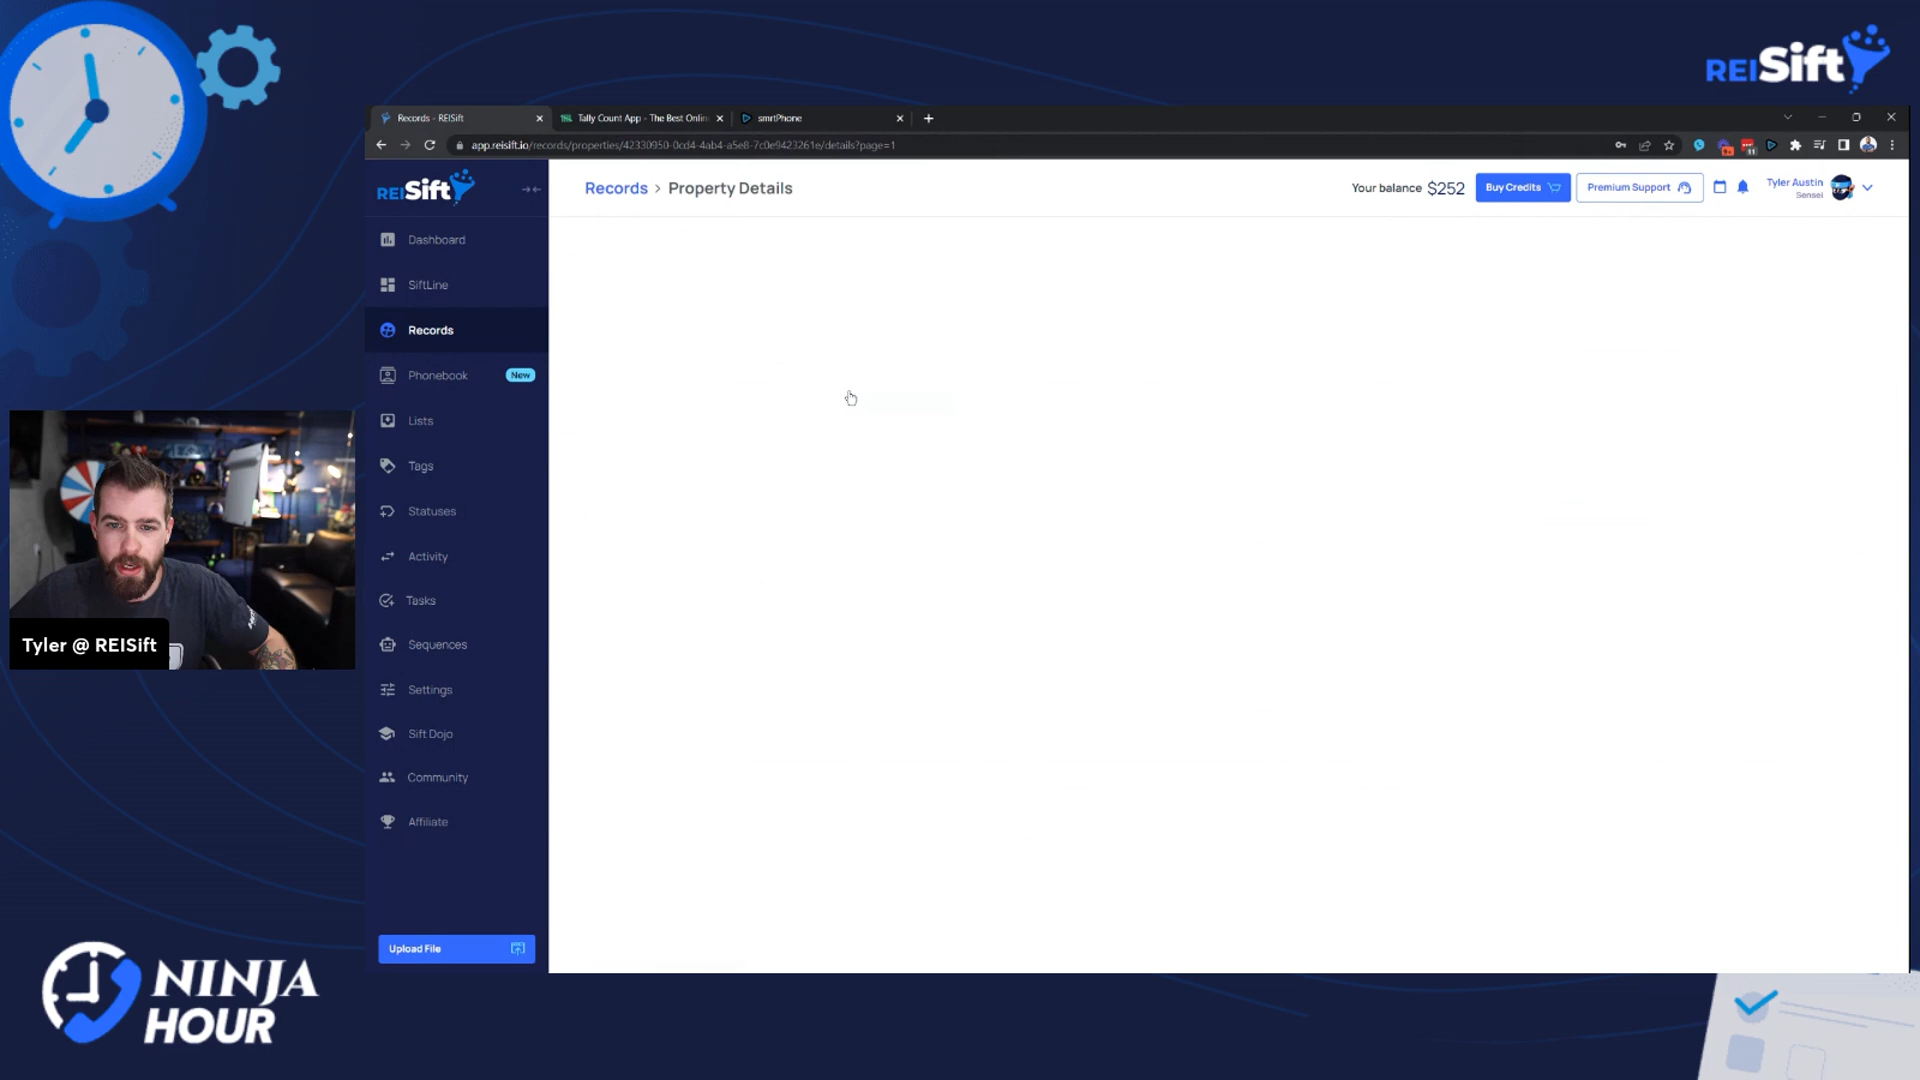 REISift
Records - REISift
Tally Count App - The Best Onlin
smrtPhone
app.reisift.io/records/properties/42330950-0cd4-4ab4-a5e8-7c0e9423261e/details?page=1
REISift
Records > Property Details
Your balance $252
Buy Credits
Premium Support
Tyler Austin
Sensei
Dashboard
SiftLine
Records
Phonebook New
Lists
Tags
Statuses
Activity
Tasks
Sequences
Settings
Sift Dojo
Community
Affiliate
Upload File
Tyler @ REISift
NINJA
HOUR